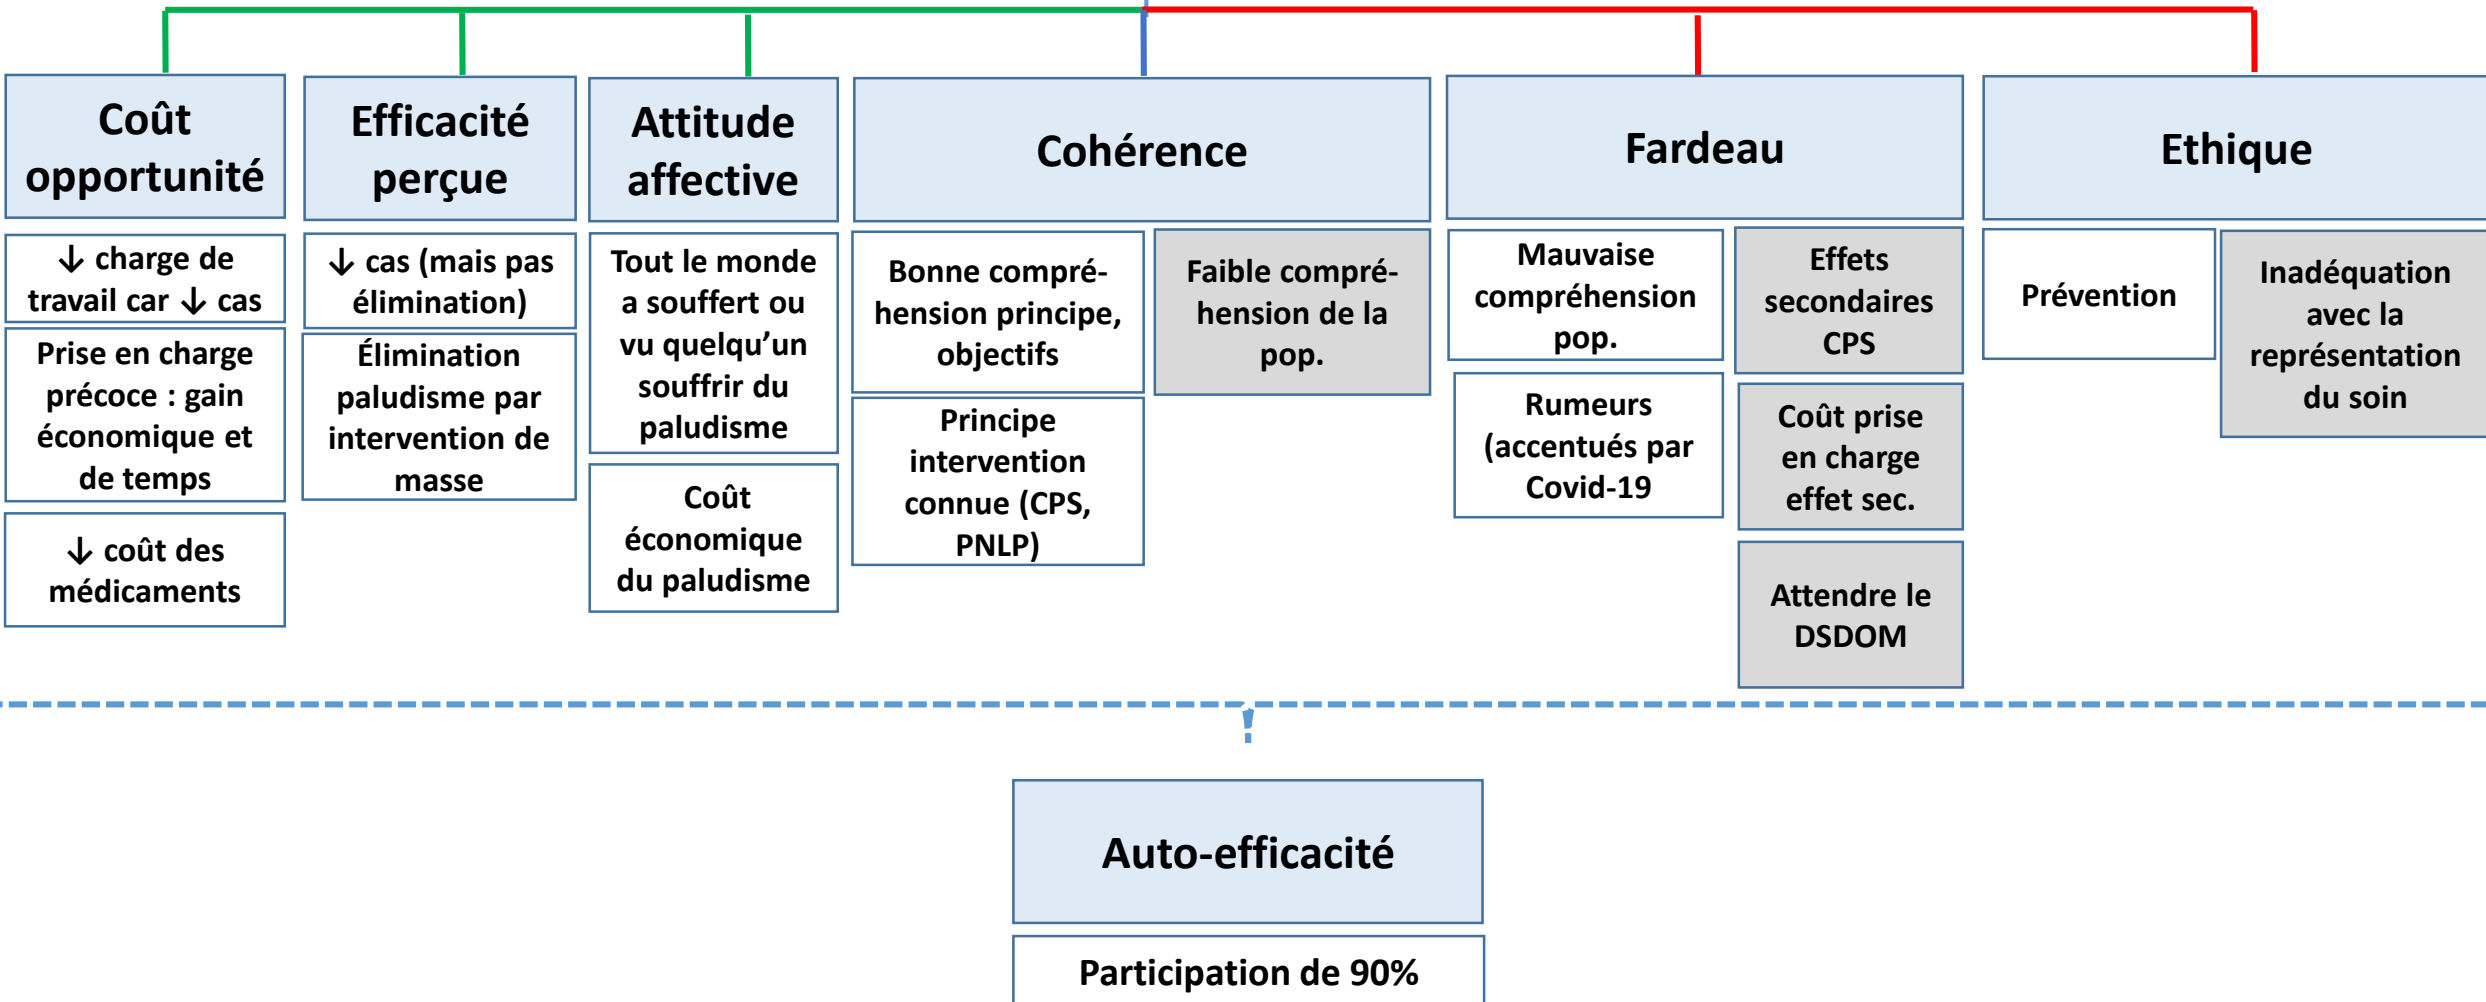 Coût
opportunité
↓ charge de
travail car ↓ cas
Prise en charge
précoce : gain
économique et
de temps
↓ coût des
médicaments
Efficacité
perçue
↓ cas (mais pas
élimination)
Élimination
paludisme par
intervention de
masse
Attitude
affective
Tout le monde
a souffert ou
vu quelqu’un
souffrir du
paludisme
Coût
économique
du paludisme
Cohérence
Bonne compré-
hension principe,
objectifs
Principe
intervention
connue (CPS,
PNLP)
Faible compré-
hension de la
pop.
Fardeau
Mauvaise
compréhension
pop.
Rumeurs
(accentués par
Covid-19
Effets
secondaires
CPS
Coût prise
en charge
effet sec.
Attendre le
DSDOM
Ethique
Prévention
Inadéquation
avec la
représentation
du soin
Auto-efficacité
Participation de 90%